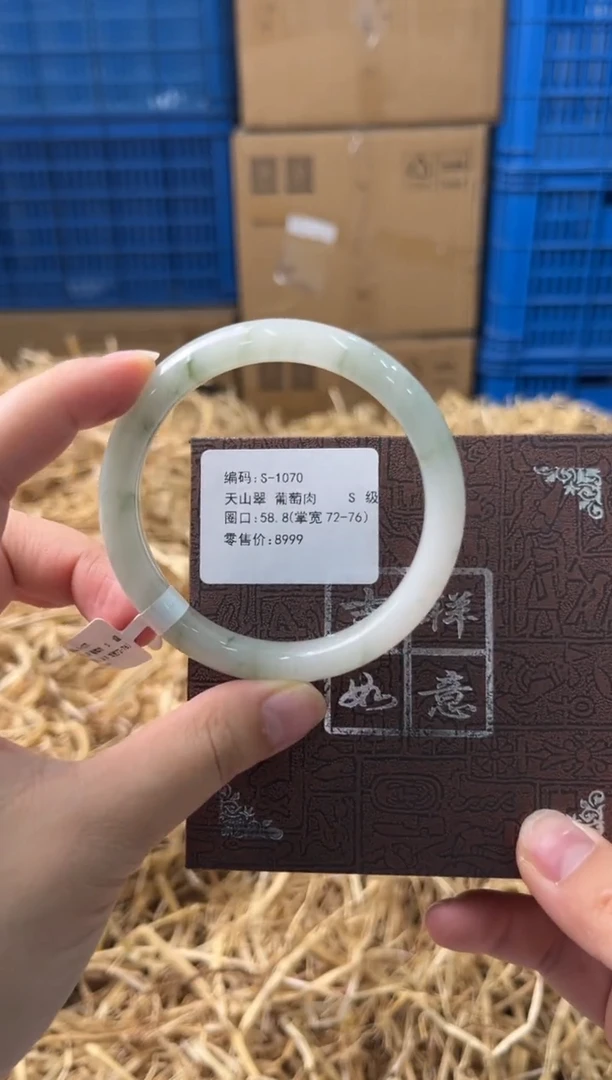 编码:S-1070
天山翠 葡萄肉 S 级
圈口:58.8(掌宽 72-76)
零售价:8999
吉祥
如意